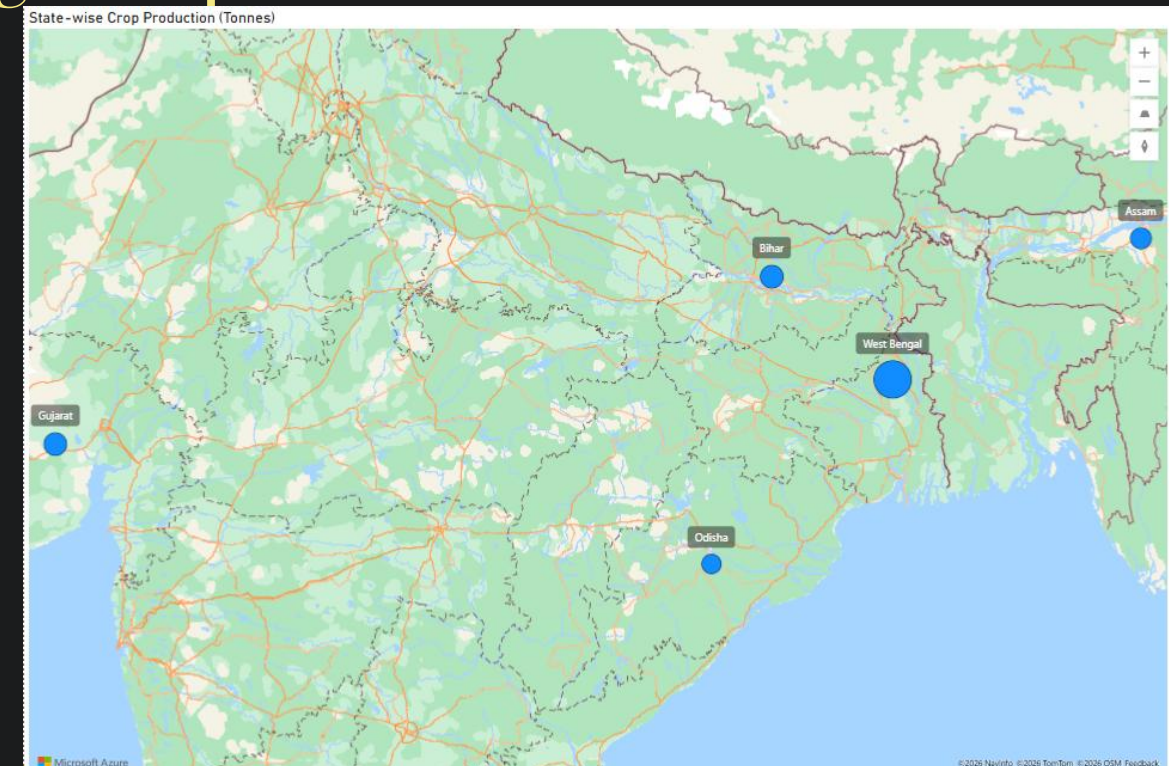 State-wise Crop Production (Tonnes)
Assam
Bihar
West Bengal
Gujarat
Odisha
Microsoft Azure
©2026 NavInfo ©2026 TomTom ©2026 OSM Feedback